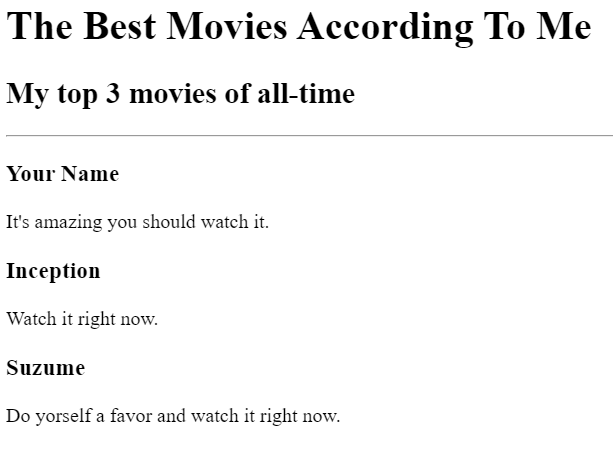 The Best Movies According To Me
My top 3 movies of all-time
Your Name
It's amazing you should watch it.
Inception
Watch it right now.
Suzume
Do yorself a favor and watch it right now.